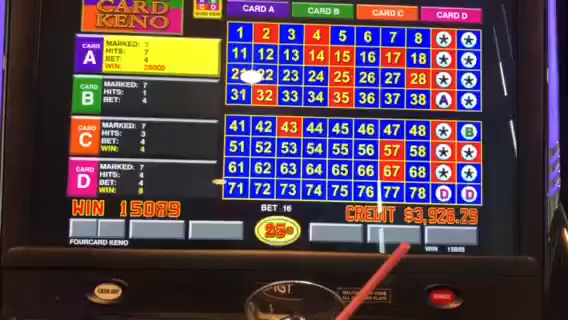 CARD
KENO
CARD A
CARD B
CARD C
CARD D
CARD
A
MARKED: 7
HITS: 7
BET: 4
CARD
B
MARKED: 7
HITS: 1
BET: 4
CARD
C
MARKED: 7
HITS: 3
BET: 4
WIN: 4
CARD
D
MARKED: 7
HITS: 4
BET: 4
WIN: 8
1 2 3 4 5 6 7 8
11 12 13 14 15 16 17 18
22 23 24 25 26 27 28
31 32 33 34 35 36 37 38 A
41 42 43 44 45 46 47 48 B
51 52 53 54 55 56 57 58
61 62 63 64 65 66 67 68
71 72 73 74 75 76 77 78 D D
WIN 15089
BET 16
CREDIT $3,926.29
25¢
FOURCARD KENO
WIN
CASH OUT
IGT